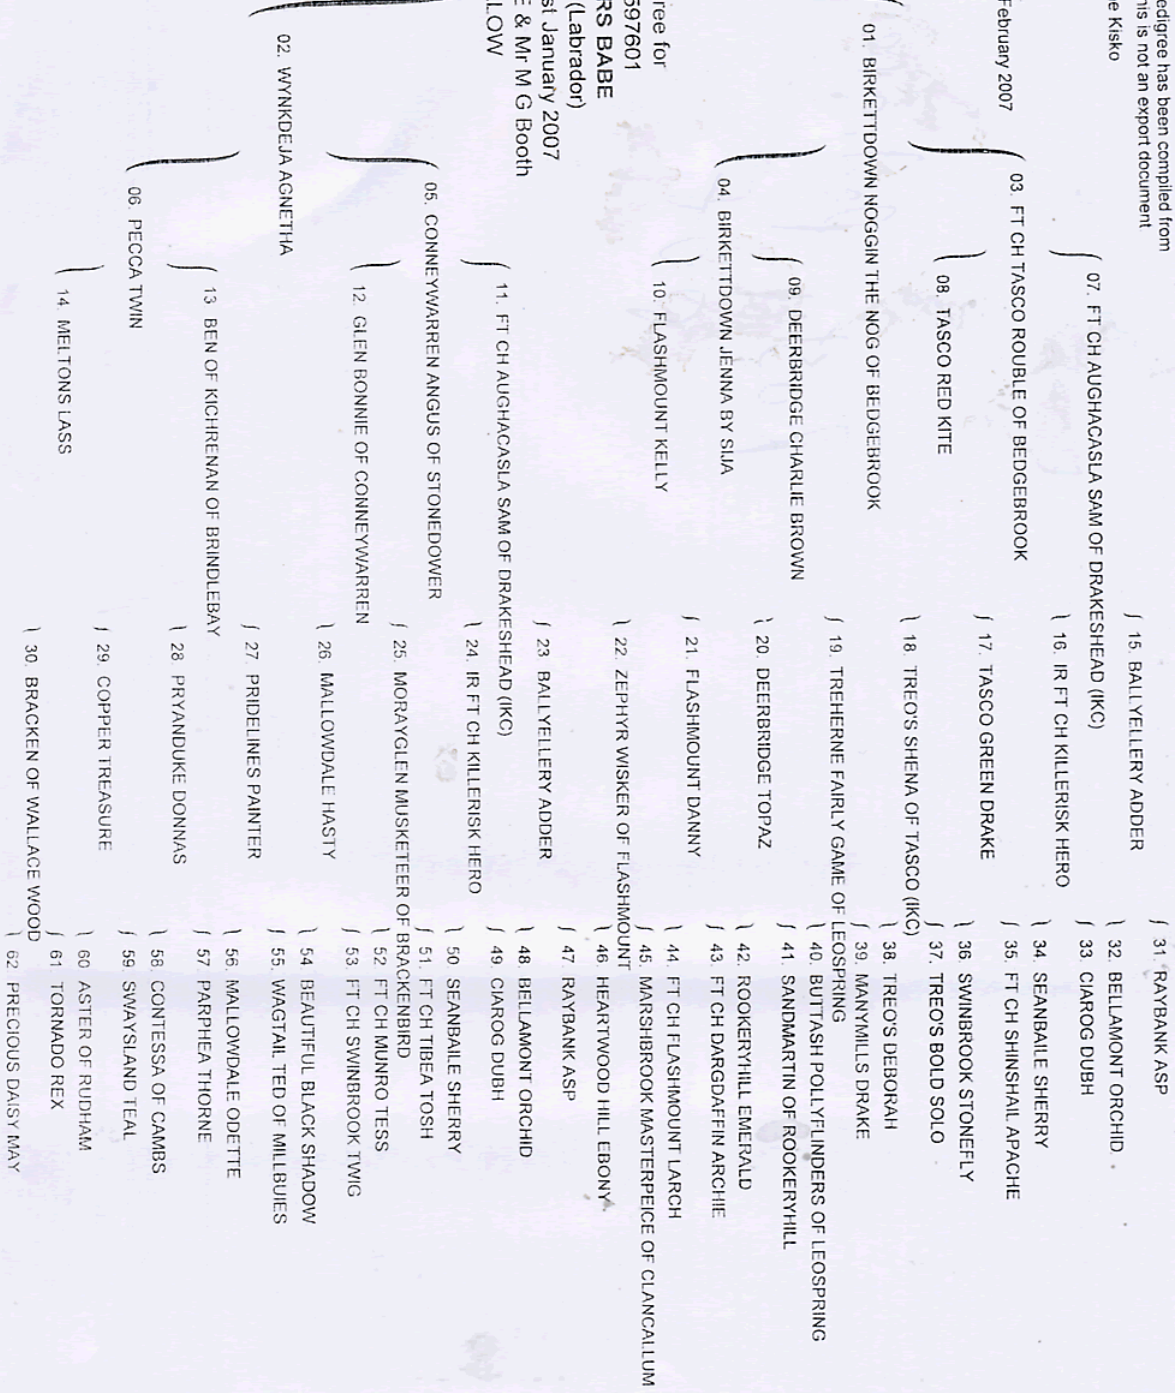 edigree has been compiled from
his is not an export document
e Kisko
February 2007
ree for
597601
RS BABE
(Labrador)
st January 2007
E & Mr M G Booth
LOW
01. BIRKETTDOWN NOGGIN THE NOG OF BEDGEBROOK
02. WYNKDEJA AGNETHA
03. FT CH TASCO ROUBLE OF BEDGEBROOK
04. BIRKETTDOWN JENNA BY SIJA
05. CONNEYWARREN ANGUS OF STONEDOWER
06. PECCA TWIN
07. FT CH AUGHACASLA SAM OF DRAKESHEAD (IKC)
08. TASCO RED KITE
09. DEERBRIDGE CHARLIE BROWN
10. FLASHMOUNT KELLY
11. FT CH AUGHACASLA SAM OF DRAKESHEAD (IKC)
12. GLEN BONNIE OF CONNEYWARREN
13 BEN OF KICHRENAN OF BRINDLEBAY
14. MELTONS LASS
15. BALLYELLERY ADDER
16. IR FT CH KILLERISK HERO
17. TASCO GREEN DRAKE
18. TREO'S SHENA OF TASCO (IKC)
19. TREHERNE FAIRLY GAME OF LEOSPRING
20. DEERBRIDGE TOPAZ
21. FLASHMOUNT DANNY
22. ZEPHYR WISKER OF FLASHMOUNT
23. BALLYELLERY ADDER
24. IR FT CH KILLERISK HERO
25. MORAYGLEN MUSKETEER OF BRACKENBIRD
26. MALLOWDALE HASTY
27. PRIDELINES PAINTER
28. PRYANDUKE DONNAS
29. COPPER TREASURE
30. BRACKEN OF WALLACE WOOD
31. RAYBANK ASP
32. BELLAMONT ORCHID
33. CIAROG DUBH
34. SEANBAILE SHERRY
35. FT CH SHINSHAIL APACHE
36. SWINBROOK STONEFLY
37. TREO'S BOLD SOLO
38. TREO'S DEBORAH
39. MANYMILLS DRAKE
40. BUTTASH POLLYFLINDERS OF LEOSPRING
41. SANDMARTIN OF ROOKERYHILL
42. ROOKERYHILL EMERALD
43. FT CH DARGDAFFIN ARCHIE
44. FT CH FLASHMOUNT LARCH
45. MARSHBROOK MASTERPEICE OF CLANCALLUM
46. HEARTWOOD HILL EBONY
47. RAYBANK ASP
48. BELLAMONT ORCHID
49. CIAROG DUBH
50. SEANBAILE SHERRY
51. FT CH TIBEA TOSH
52 FT CH MUNRO TESS
53. FT CH SWINBROOK TWIG
54. BEAUTIFUL BLACK SHADOW
55. WAGTAIL TED OF MILLBUIES
56. MALLOWDALE ODETTE
57. PARPHEA THORNE
58. CONTESSA OF CAMBS
59. SWAYSLAND TEAL
60 ASTER OF RUDHAM
61. TORNADO REX
62. PRECIOUS DAISY MAY